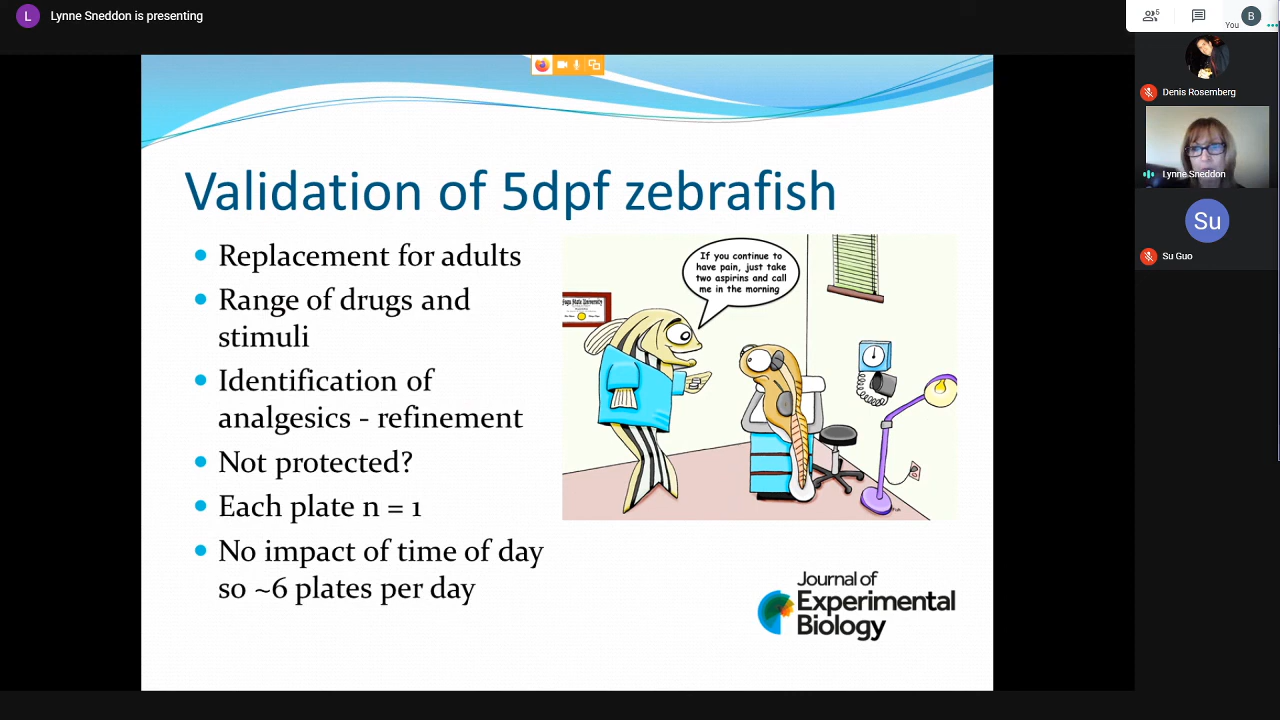 L
Lynne Sneddon is presenting
5
B
You
Denis Rosemberg
Lynne Sneddon
Su
Su Guo
Validation of 5dpf zebrafish
Replacement for adults
Range of drugs and
stimuli
Identification of
analgesics - refinement
Not protected?
Each plate n = 1
No impact of time of day
so ~6 plates per day
If you continue to
have pain, just take
two aspirins and call
me in the morning
State University
Journal of
Experimental
Biology